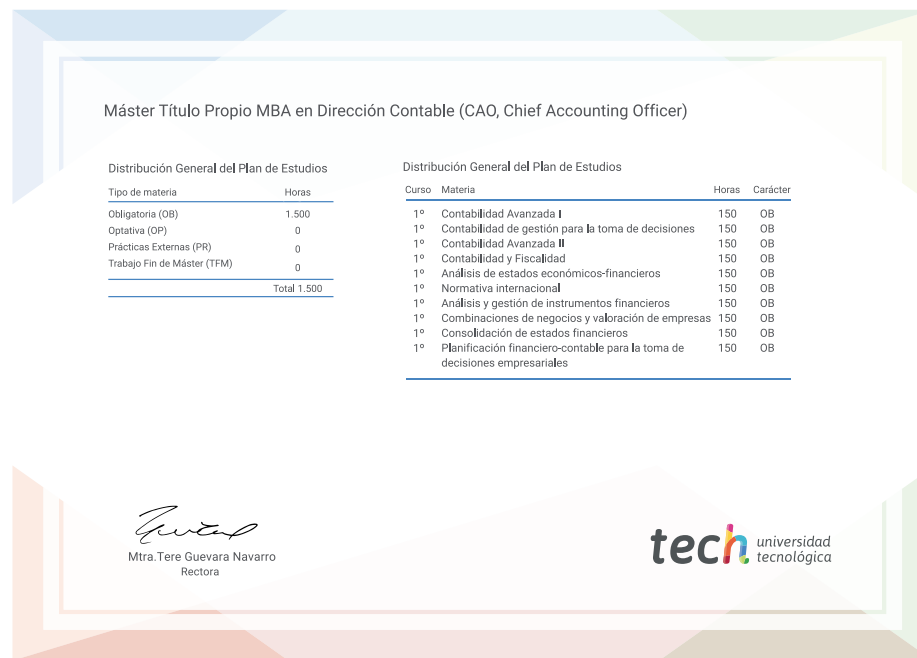 Máster Título Propio MBA en Dirección Contable (CAO, Chief Accounting Officer)
Distribución General del Plan de Estudios
Tipo de materia Horas
Obligatoria (OB) 1.500
Optativa (OP) 0
Prácticas Externas (PR) 0
Trabajo Fin de Máster (TFM) 0
Total 1.500
Distribución General del Plan de Estudios
Curso Materia Horas Carácter
1º Contabilidad Avanzada I 150 OB
1º Contabilidad de gestión para la toma de decisiones 150 OB
1º Contabilidad Avanzada II 150 OB
1º Contabilidad y Fiscalidad 150 OB
1º Análisis de estados económicos-financieros 150 OB
1º Normativa internacional 150 OB
1º Análisis y gestión de instrumentos financieros 150 OB
1º Combinaciones de negocios y valoración de empresas 150 OB
1º Consolidación de estados financieros 150 OB
1º Planificación financiero-contable para la toma de 150 OB
decisiones empresariales
Mtra.Tere Guevara Navarro
Rectora
tech universidad
tecnológica